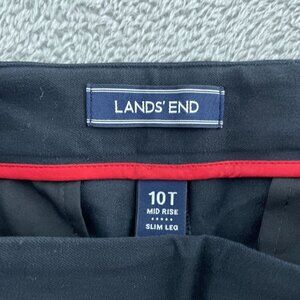 LANDS' END
10T
MID RISE
SLIM LEG